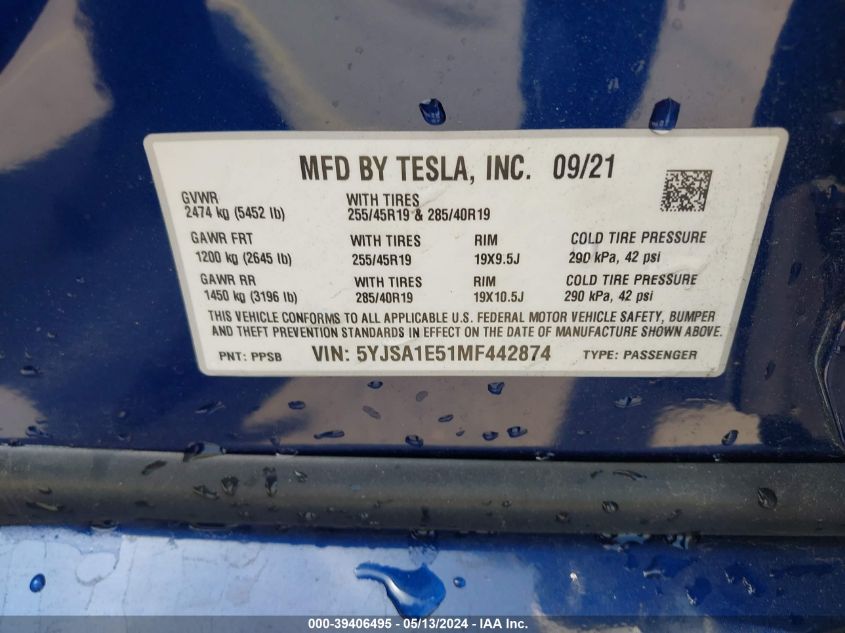 MFD BY TESLA, INC. 09/21
GVWR
2474 kg (5452 lb)
WITH TIRES
255/45R19 & 285/40R19
GAWR FRT WITH TIRES RIM COLD TIRE PRESSURE
1200 kg (2645 lb) 255/45R19 19X9.5J 290 kPa, 42 psi
GAWR RR WITH TIRES RIM COLD TIRE PRESSURE
1450 kg (3196 lb) 285/40R19 19X10.5J 290 kPa, 42 psi
THIS VEHICLE CONFORMS TO ALL APPLICABLE U.S. FEDERAL MOTOR VEHICLE SAFETY, BUMPER
AND THEFT PREVENTION STANDARDS IN EFFECT ON THE DATE OF MANUFACTURE SHOWN ABOVE.
PNT: PPSB VIN: 5YJSA1E51MF442874 TYPE: PASSENGER
000-39406495 - 05/13/2024 - IAA Inc.